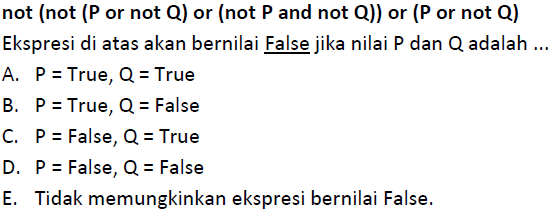 not (not (P or not Q) or (not P and not Q)) or (P or not Q)
Ekspresi di atas akan bernilai False jika nilai P dan Q adalah ...
A. P = True, Q = True
B. P = True, Q = False
C. P = False, Q = True
D. P = False, Q = False
E. Tidak memungkinkan ekspresi bernilai False.